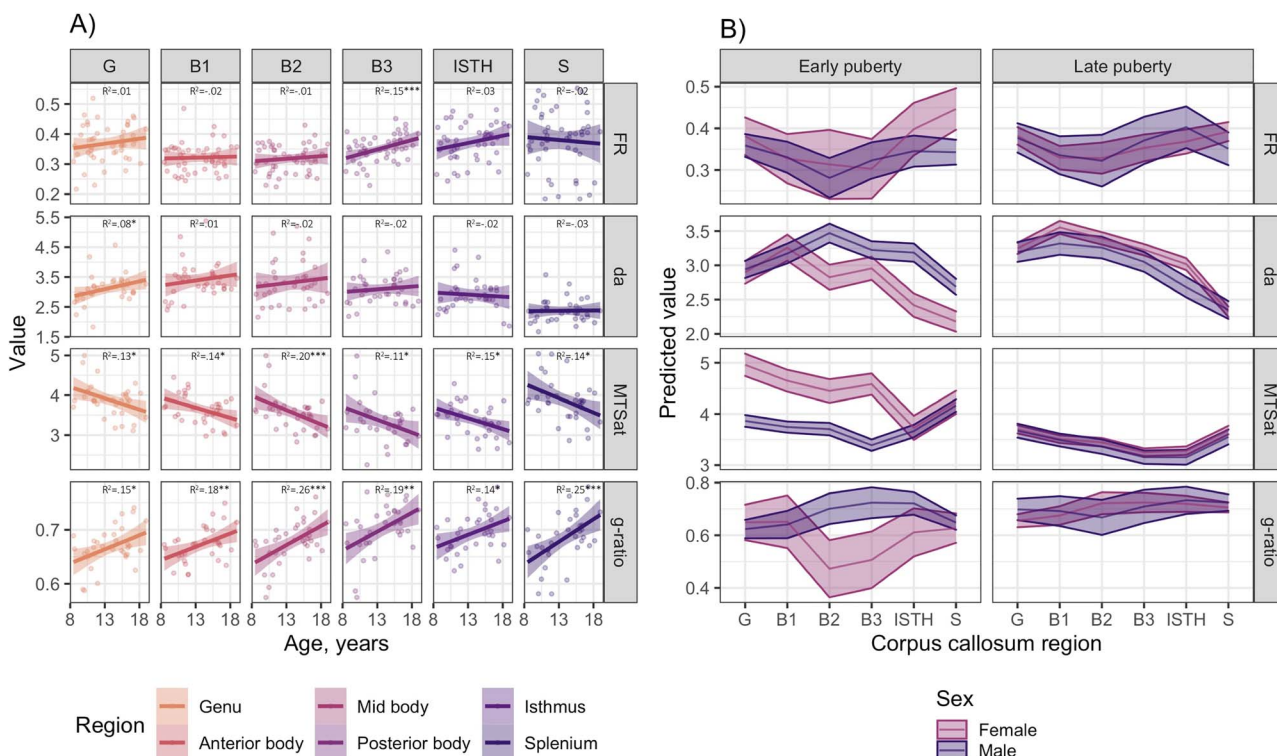 A)
B)
G B1 B2 B3 ISTH S
Early puberty Late puberty
R²=.01 R²=-.02 R²=-.01 R²=.15*** R²=.03 R²=-.02
0.5
0.4
0.3
0.2
FR
R²=.08* R²=.01 R²=-.02 R²=-.02 R²=-.02 R²=-.03
5.5
4.5
3.5
2.5
1.5
da
R²=.13* R²=.14* R²=.20*** R²=.11* R²=.15* R²=.14*
5
4
3
MTSat
R²=.15* R²=.18** R²=.26*** R²=.19** R²=.14* R²=.25***
0.7
0.6
g-ratio
Value
8 13 18 8 13 18 8 13 18 8 13 18 8 13 18 8 13 18
Age, years
0.5
0.4
0.3
FR
3.5
3.0
2.5
2.0
da
5
4
3
MTSat
0.8
0.6
0.4
g-ratio
Predicted value
G B1 B2 B3 ISTH S G B1 B2 B3 ISTH S
Corpus callosum region
Region
Genu Mid body Isthmus
Anterior body Posterior body Splenium
Sex
Female
Male